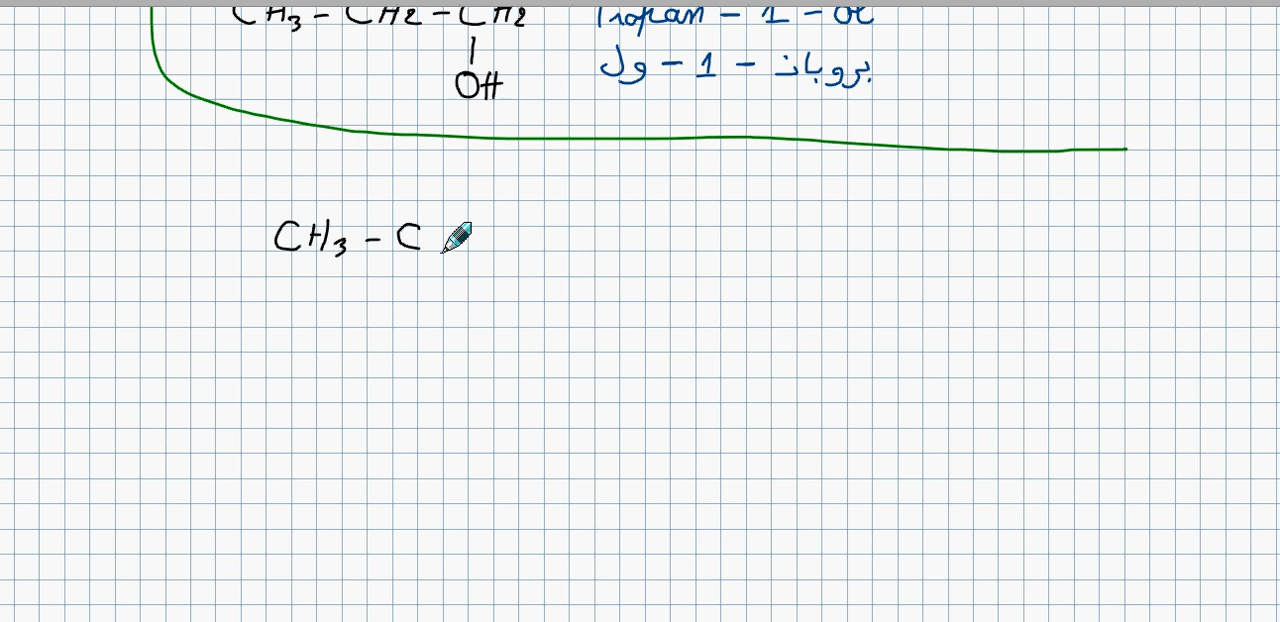 CH3 - CH2 - CH2 Propan - 1 - ol
OH بروبان - 1 - ول
CH3 - C